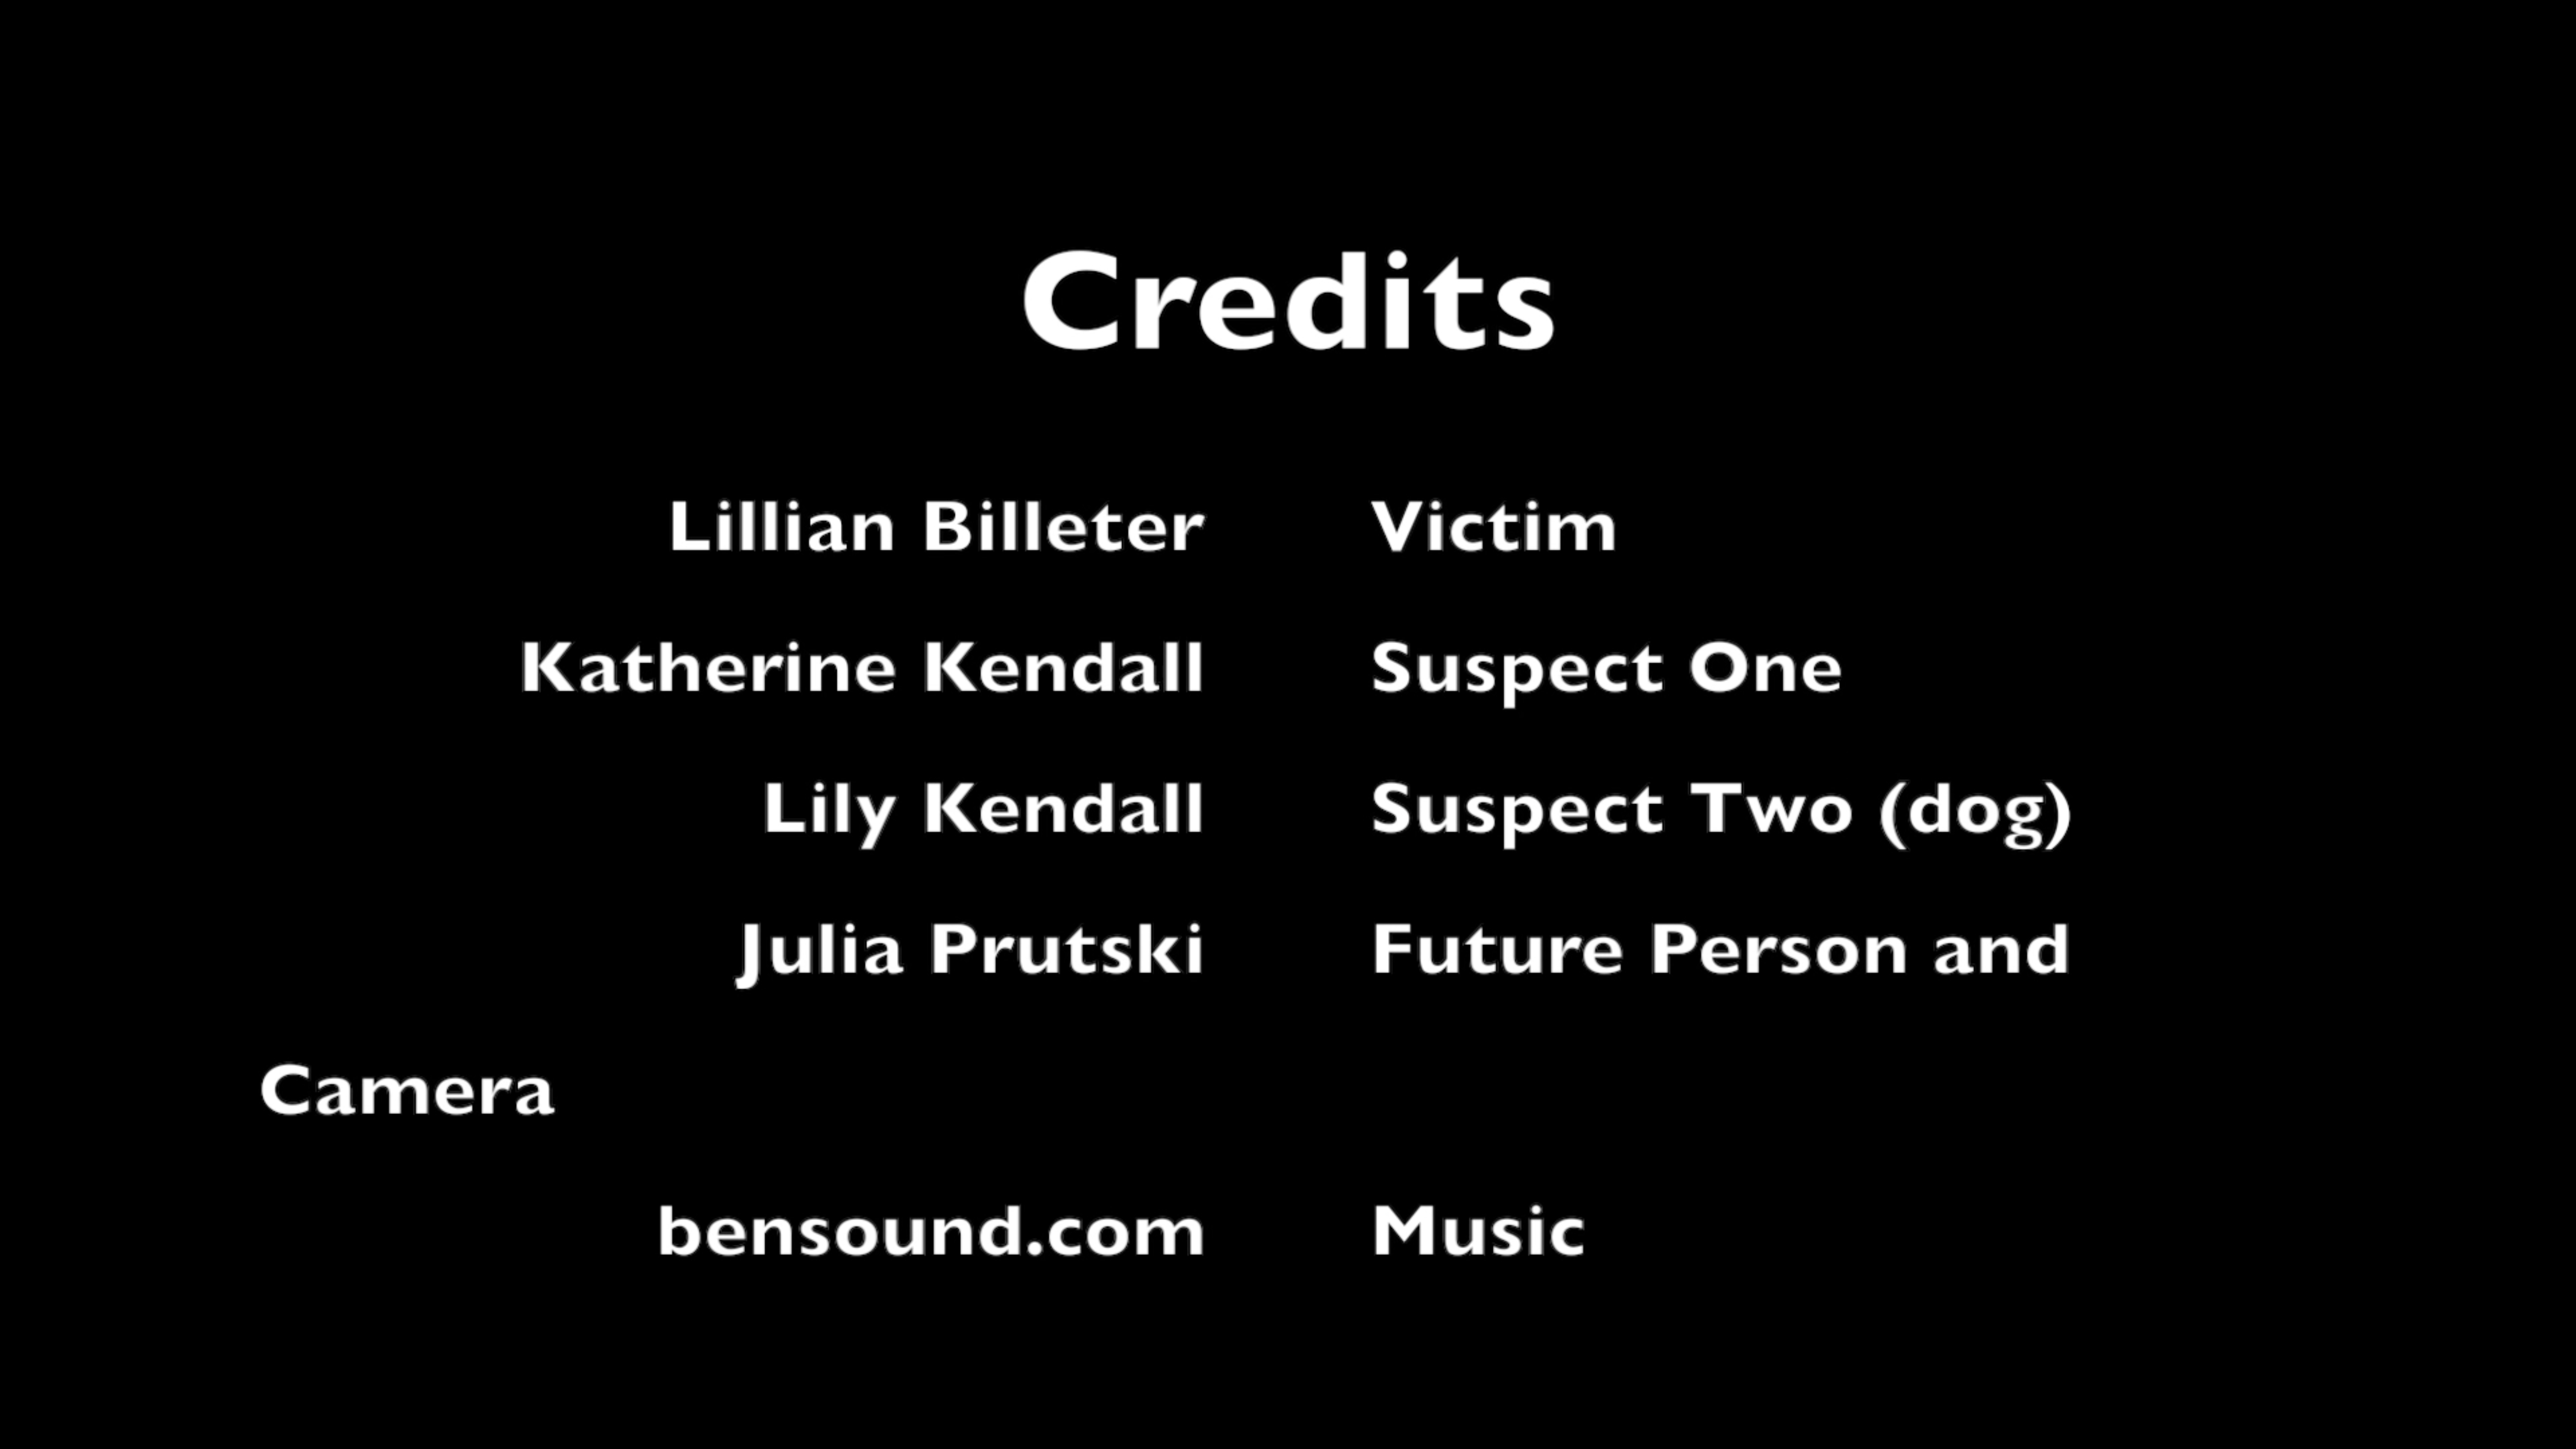 Credits
Lillian Billeter Victim
Katherine Kendall Suspect One
Lily Kendall Suspect Two (dog)
Julia Prutski Future Person and
Camera
bensound.com Music